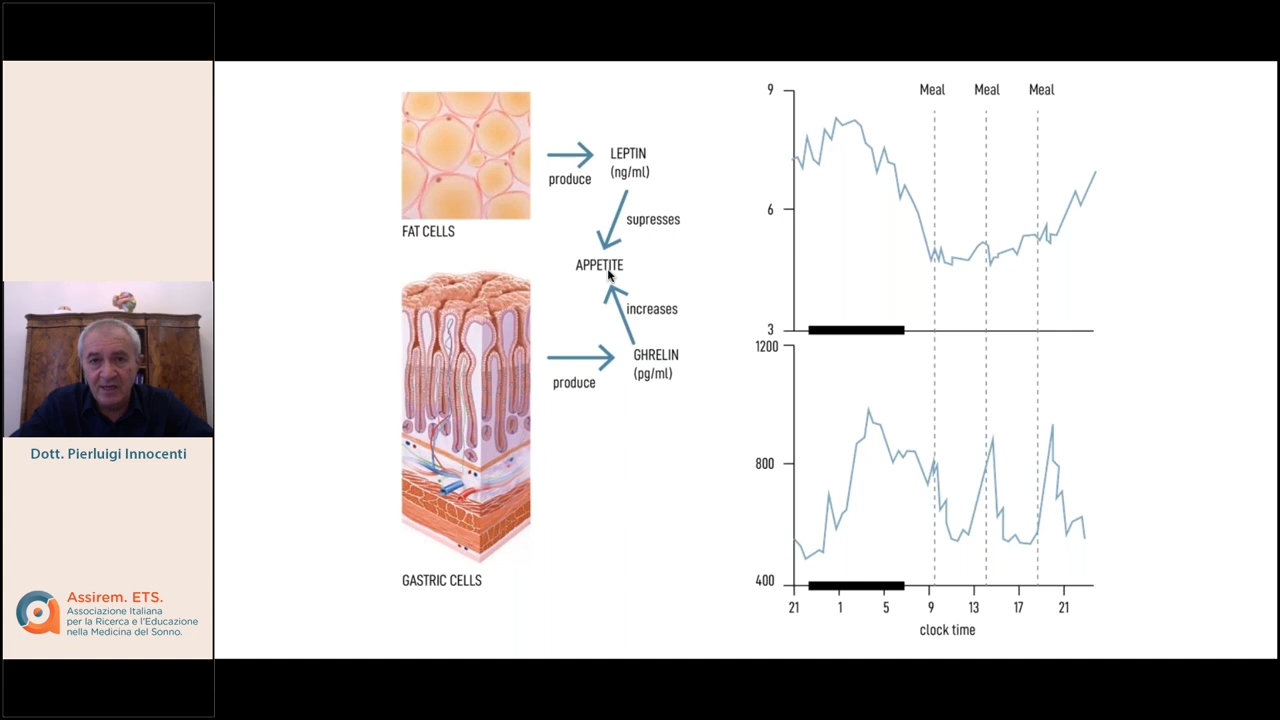 Dott. Pierluigi Innocenti
Assirem. ETS.
Associazione Italiana
per la Ricerca e l'Educazione
nella Medicina del Sonno.
produce
LEPTIN
(ng/ml)
FAT CELLS
supresses
APPETITE
increases
produce
GHRELIN
(pg/ml)
GASTRIC CELLS
9
Meal Meal Meal
6
3
1200
800
400
21 1 5 9 13 17 21
clock time